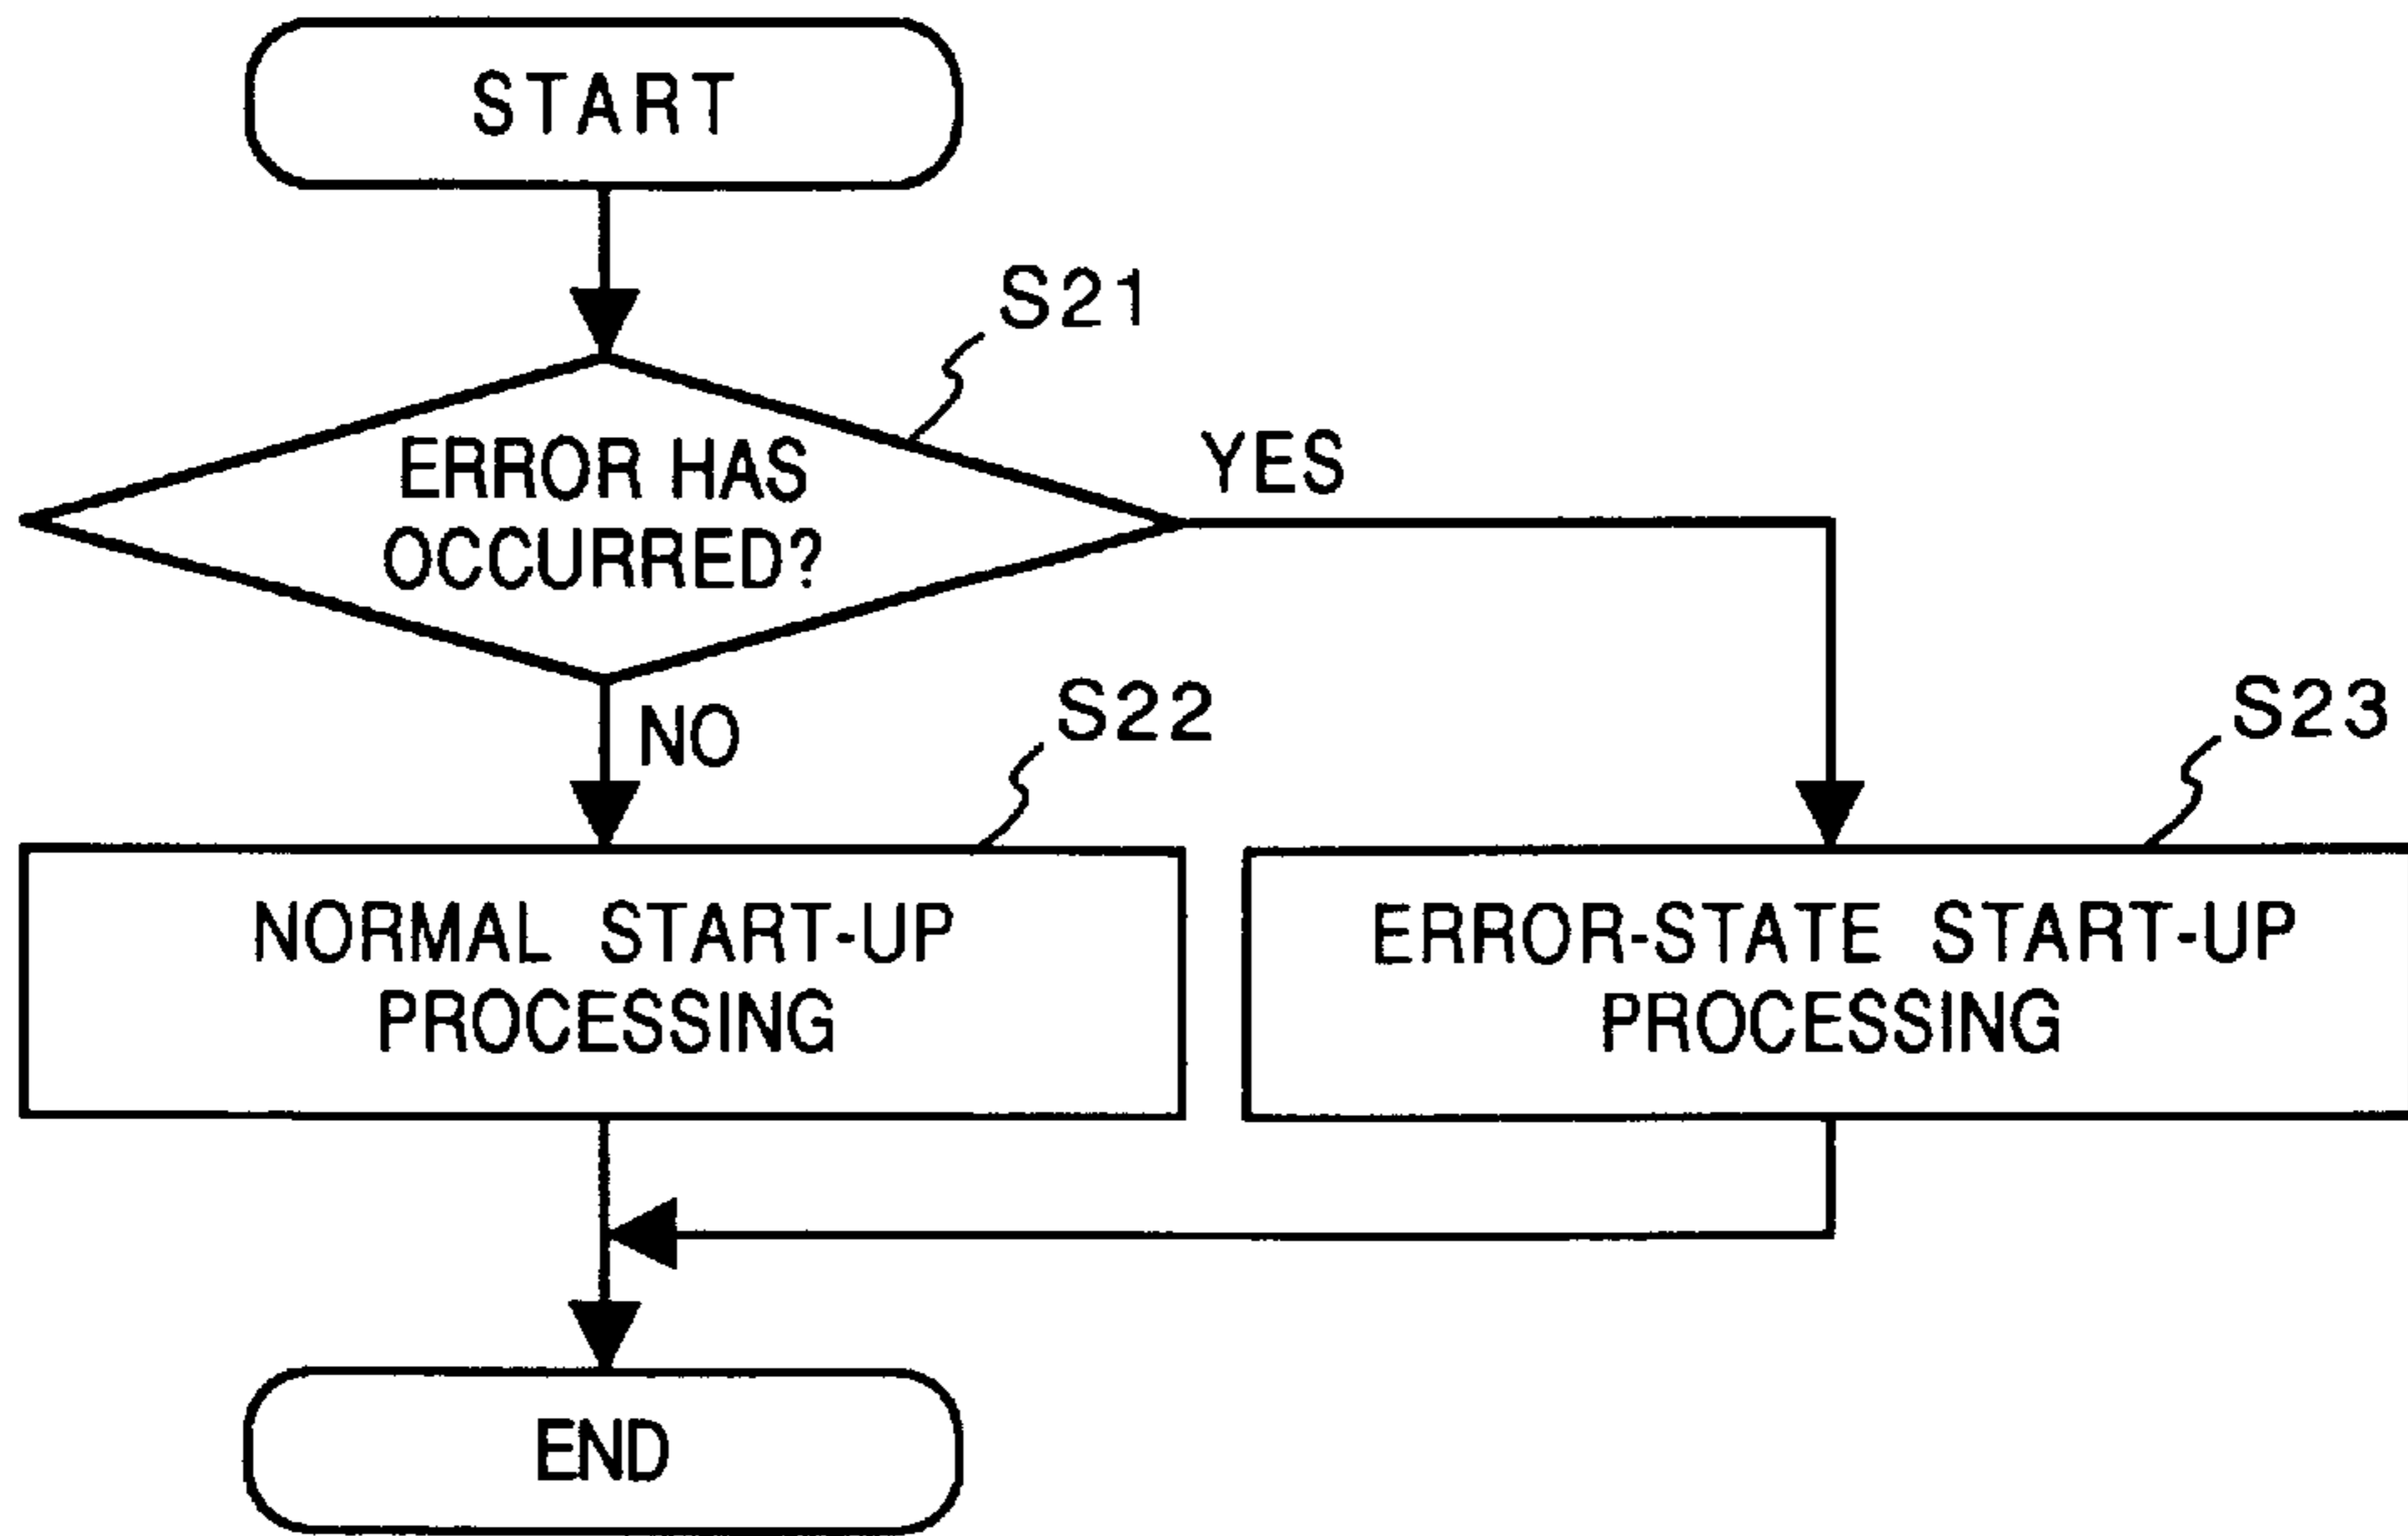 START
S21
ERROR HAS
OCCURRED?
YES
NO
S22
S23
NORMAL START-UP
PROCESSING
ERROR-STATE START-UP
PROCESSING
END